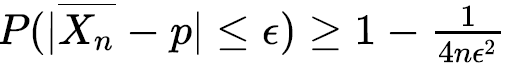 $P(|\overline{X_n} - p| \leq \epsilon) \geq 1 - \frac{1}{4n\epsilon^2}$